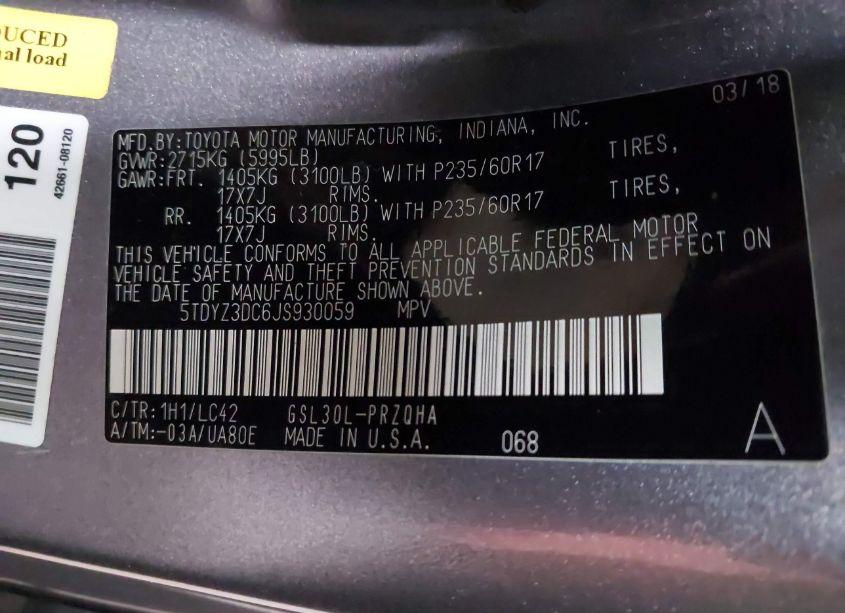 DUCED
nal load
120
42661-08120
03/18
MFD.BY:TOYOTA MOTOR MANUFACTURING, INDIANA, INC.
GVWR:2715KG (5995LB)
GAWR:FRT. 1405KG (3100LB) WITH P235/60R17 TIRES,
17X7J RIMS.
RR. 1405KG (3100LB) WITH P235/60R17 TIRES,
17X7J RIMS.
THIS VEHICLE CONFORMS TO ALL APPLICABLE FEDERAL MOTOR
VEHICLE SAFETY AND THEFT PREVENTION STANDARDS IN EFFECT ON
THE DATE OF MANUFACTURE SHOWN ABOVE.
5TDYZ3DC6JS930059 MPV
C/TR:1H1/LC42 GSL30L-PRZQHA
A/TM:-03A/UA80E MADE IN U.S.A. 068 A